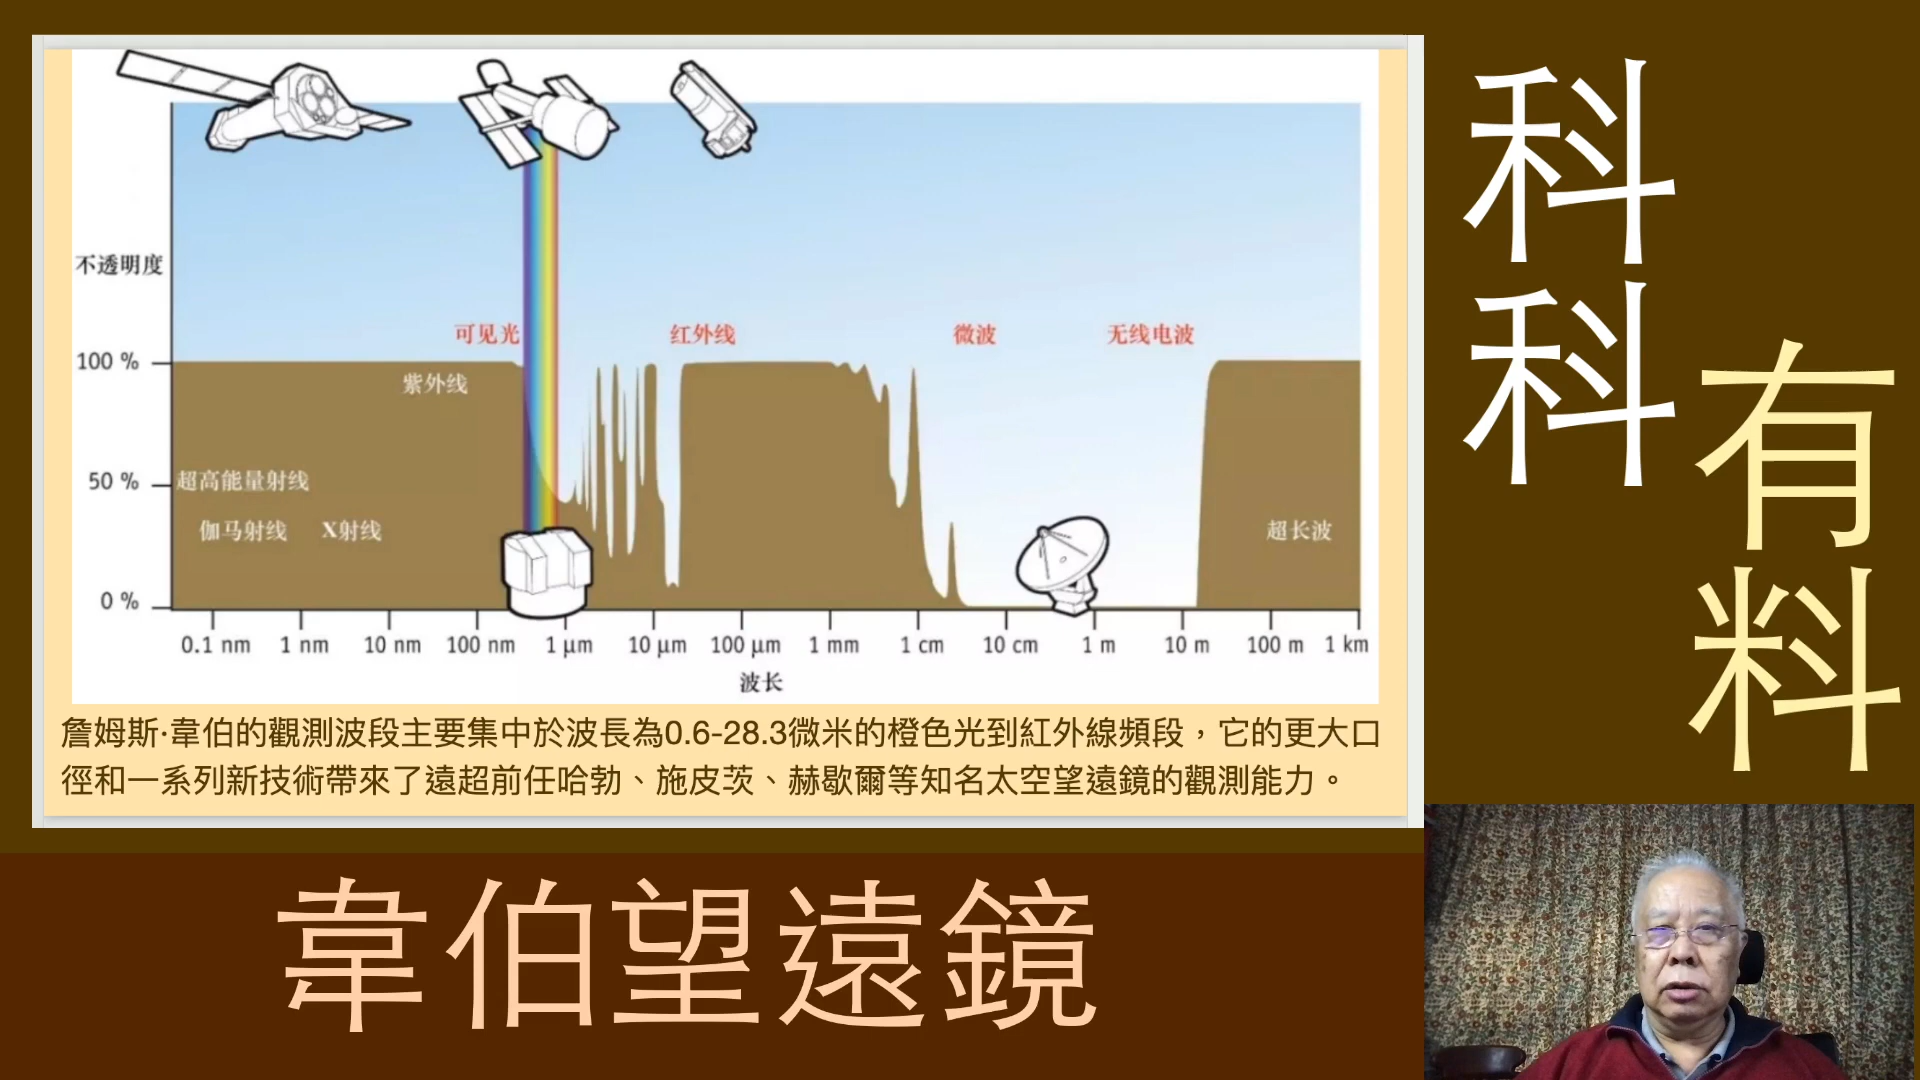 不透明度
可见光
红外线
微波
无线电波
100 %
紫外线
50 %
超高能量射线
伽马射线
X射线
超长波
0 %
0.1 nm
1 nm
10 nm
100 nm
1 μm
10 μm
100 μm
1 mm
1 cm
10 cm
1 m
10 m
100 m
1 km
波长
詹姆斯·韋伯的觀測波段主要集中於波長為0.6-28.3微米的橙色光到紅外線頻段，它的更大口
徑和一系列新技術帶來了遠超前任哈勃、施皮茨、赫歇爾等知名太空望遠鏡的觀測能力。
科科
有料
韋伯望遠鏡